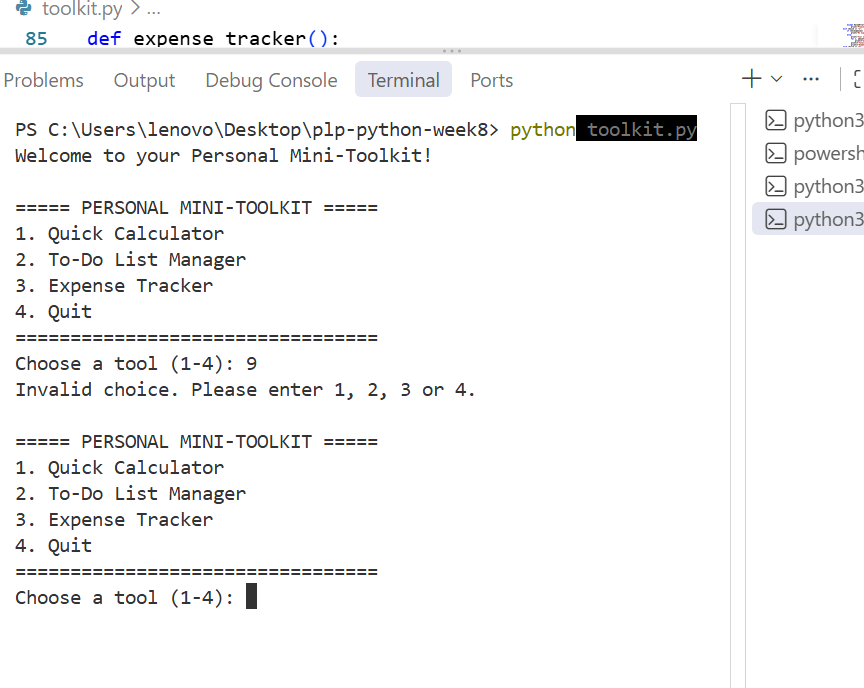 toolkit.py > ...
85 def expense_tracker():
Problems Output Debug Console Terminal Ports
PS C:\Users\lenovo\Desktop\plp-python-week8> python toolkit.py
Welcome to your Personal Mini-Toolkit!
===== PERSONAL MINI-TOOLKIT =====
1. Quick Calculator
2. To-Do List Manager
3. Expense Tracker
4. Quit
=================================
Choose a tool (1-4): 9
Invalid choice. Please enter 1, 2, 3 or 4.
===== PERSONAL MINI-TOOLKIT =====
1. Quick Calculator
2. To-Do List Manager
3. Expense Tracker
4. Quit
=================================
Choose a tool (1-4):
python3
powersh
python3
python3